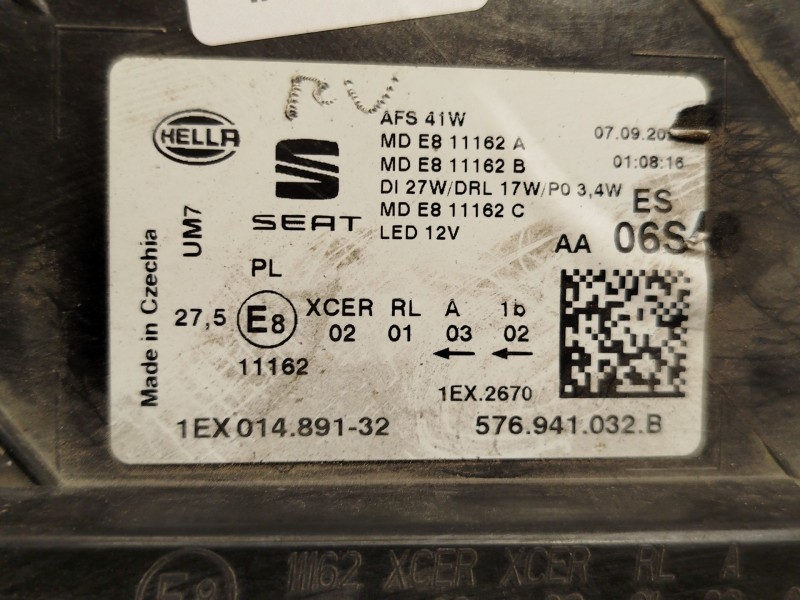 RU
HELLA
SEAT
AFS 41W
MD E8 11162 A
MD E8 11162 B
DI 27W/DRL 17W/P0 3,4W
MD E8 11162 C
LED 12V
07.09.20
01:08:16
ES
AA 06S
Made in Czechia
UM7
27,5
PL
E8
11162
XCER RL A 1b
02 01 03 02
1EX.2670
1EX 014.891-32
576.941.032.B
E8 11162 XCER XCER RL A